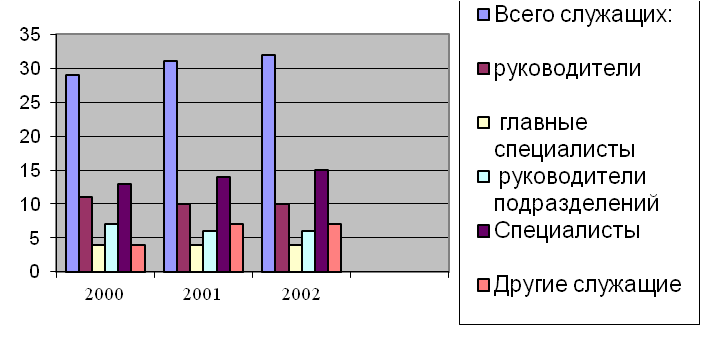 Всего служащих:
руководители
главные
специалисты
руководители
подразделений
Специалисты
Другие служащие
35
30
25
20
15
10
5
0
2000 2001 2002